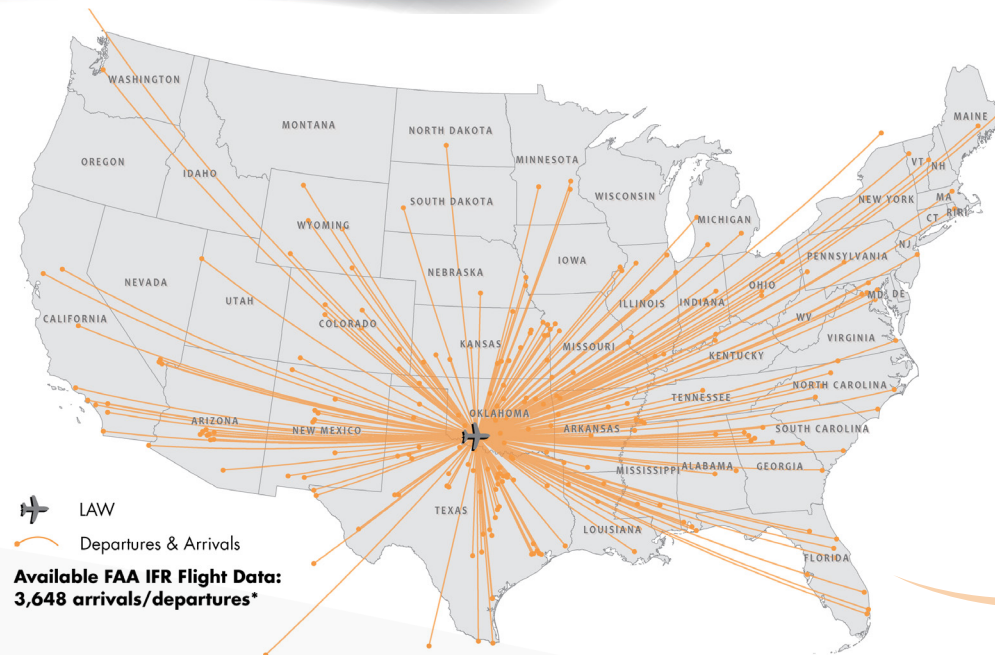 WASHINGTON
MAINE
MONTANA
NORTH DAKOTA
MINNESOTA
OREGON
VT
NH
IDAHO
WISCONSIN
SOUTH DAKOTA
NEW YORK
MA
MICHIGAN
CT
RIRI
WYOMING
NJ
PENNSYLVANIA
IOWA
NEBRASKA
NEVADA
OHIO
MD
DE
UTAH
ILLINOIS
INDIANA
CALIFORNIA
COLORADO
WV
VIRGINIA
KANSAS
MISSOURI
KENTUCKY
NORTH CAROLINA
TENNESSEE
OKLAHOMA
ARIZONA
NEW MEXICO
ARKANSAS
SOUTH CAROLINA
MISSISSIPPI
ALABAMA
GEORGIA
TEXAS
LOUISIANA
FLORIDA
LAW
Departures & Arrivals
Available FAA IFR Flight Data:
3,648 arrivals/departures*